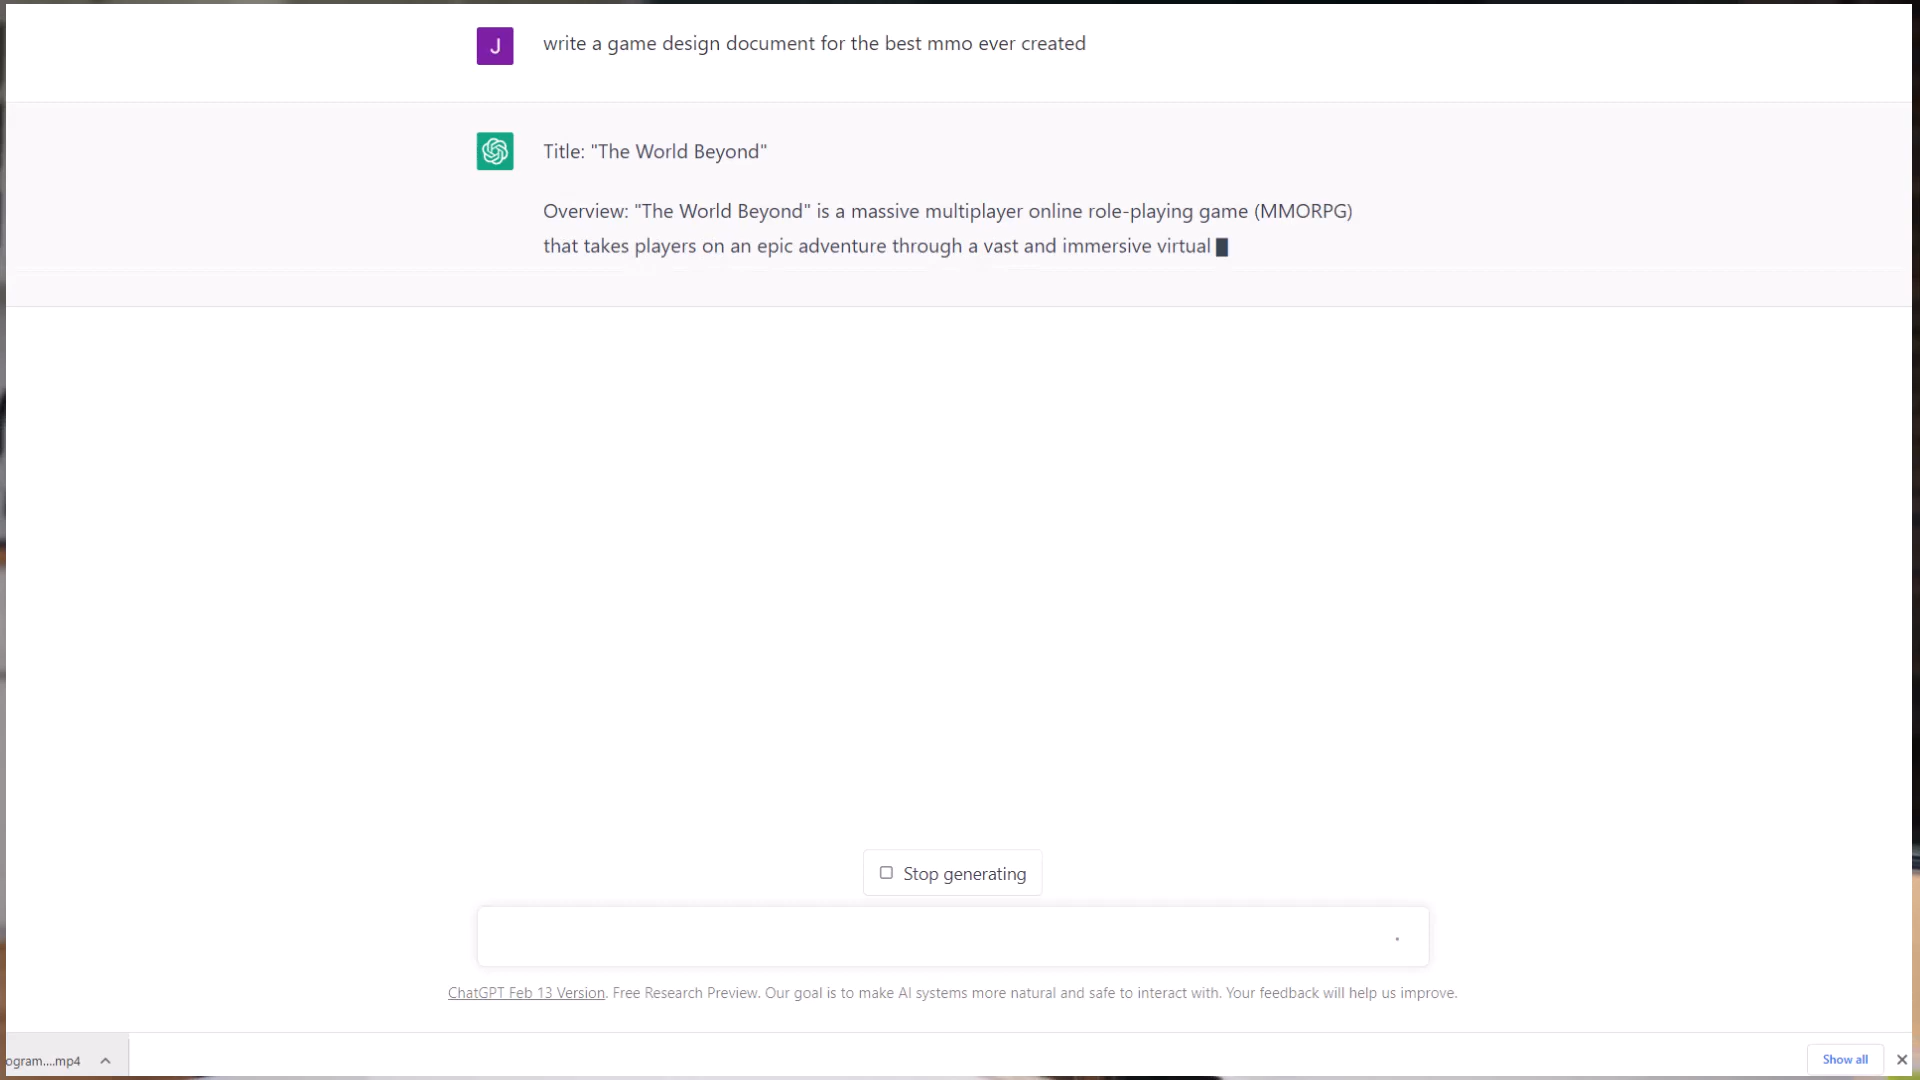 J
write a game design document for the best mmo ever created
Title: "The World Beyond"
Overview: "The World Beyond" is a massive multiplayer online role-playing game (MMORPG)
that takes players on an epic adventure through a vast and immersive virtual
Stop generating
ChatGPT Feb 13 Version. Free Research Preview. Our goal is to make AI systems more natural and safe to interact with. Your feedback will help us improve.
ogram....mp4
Show all